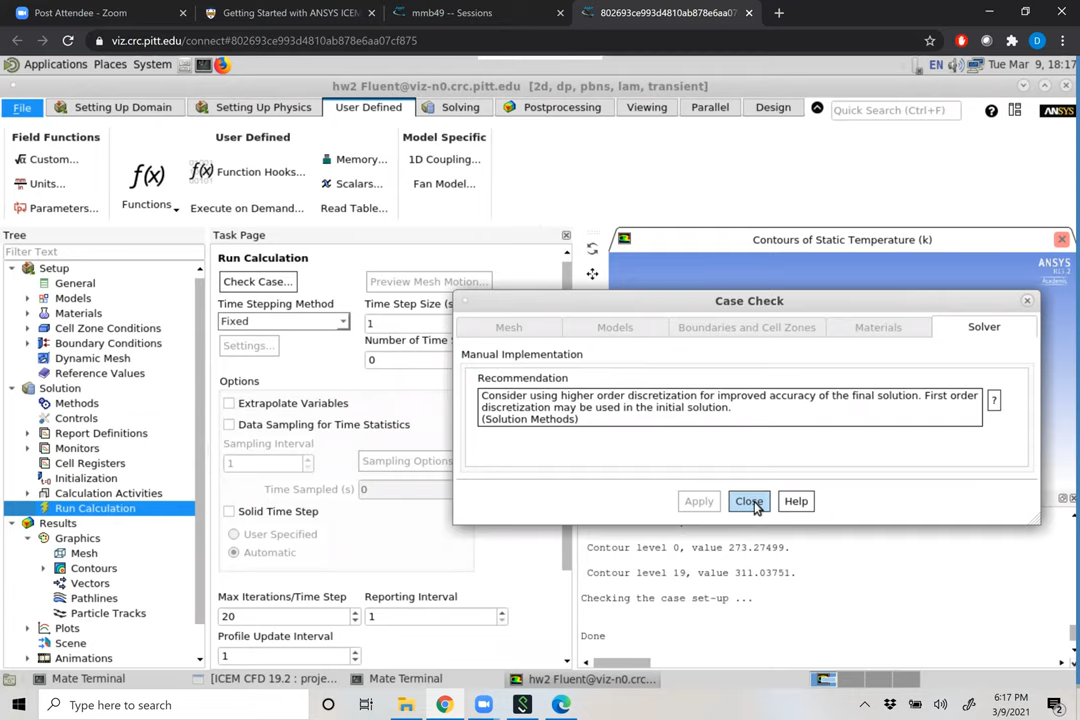 Post Attendee - Zoom
Getting Started with ANSYS ICEM
mmb49 -- Sessions
802693ce993d4810ab878e6aa07
viz.crc.pitt.edu/connect#802693ce993d4810ab878e6aa07cf875
D
Applications Places System
EN Tue Mar 9, 18:17
hw2 Fluent@viz-n0.crc.pitt.edu [2d, dp, pbns, lam, transient]
File Setting Up Domain Setting Up Physics User Defined Solving Postprocessing Viewing Parallel Design Quick Search (Ctrl+F) ANSYS
Field Functions User Defined Model Specific
Custom... Memory... 1D Coupling...
Units... f(x) Function Hooks... Scalars... Fan Model...
Parameters... Functions Execute on Demand... Read Table...
Tree
Filter Text
Setup
General
Models
Materials
Cell Zone Conditions
Boundary Conditions
Dynamic Mesh
Reference Values
Solution
Methods
Controls
Report Definitions
Monitors
Cell Registers
Initialization
Calculation Activities
Run Calculation
Results
Graphics
Mesh
Contours
Vectors
Pathlines
Particle Tracks
Plots
Scene
Animations
Task Page
Run Calculation
Check Case... Preview Mesh Motion...
Time Stepping Method Time Step Size (s
Fixed 1
Settings... Number of Time
0
Options
Extrapolate Variables
Data Sampling for Time Statistics
Sampling Interval
1 Sampling Options
Time Sampled (s) 0
Solid Time Step
User Specified
Automatic
Max Iterations/Time Step Reporting Interval
20 1
Profile Update Interval
1
Contours of Static Temperature (k)
ANSYS
Case Check
Mesh Models Boundaries and Cell Zones Materials Solver
Manual Implementation
Recommendation
Consider using higher order discretization for improved accuracy of the final solution. First order
discretization may be used in the initial solution.
(Solution Methods)
?
Apply Close Help
Contour level 0, value 273.27499.
Contour level 19, value 311.03751.
Checking the case set-up ...
Done
Mate Terminal [ICEM CFD 19.2 : proje... Mate Terminal hw2 Fluent@viz-n0.crc...
Type here to search
6:17 PM
3/9/2021
2